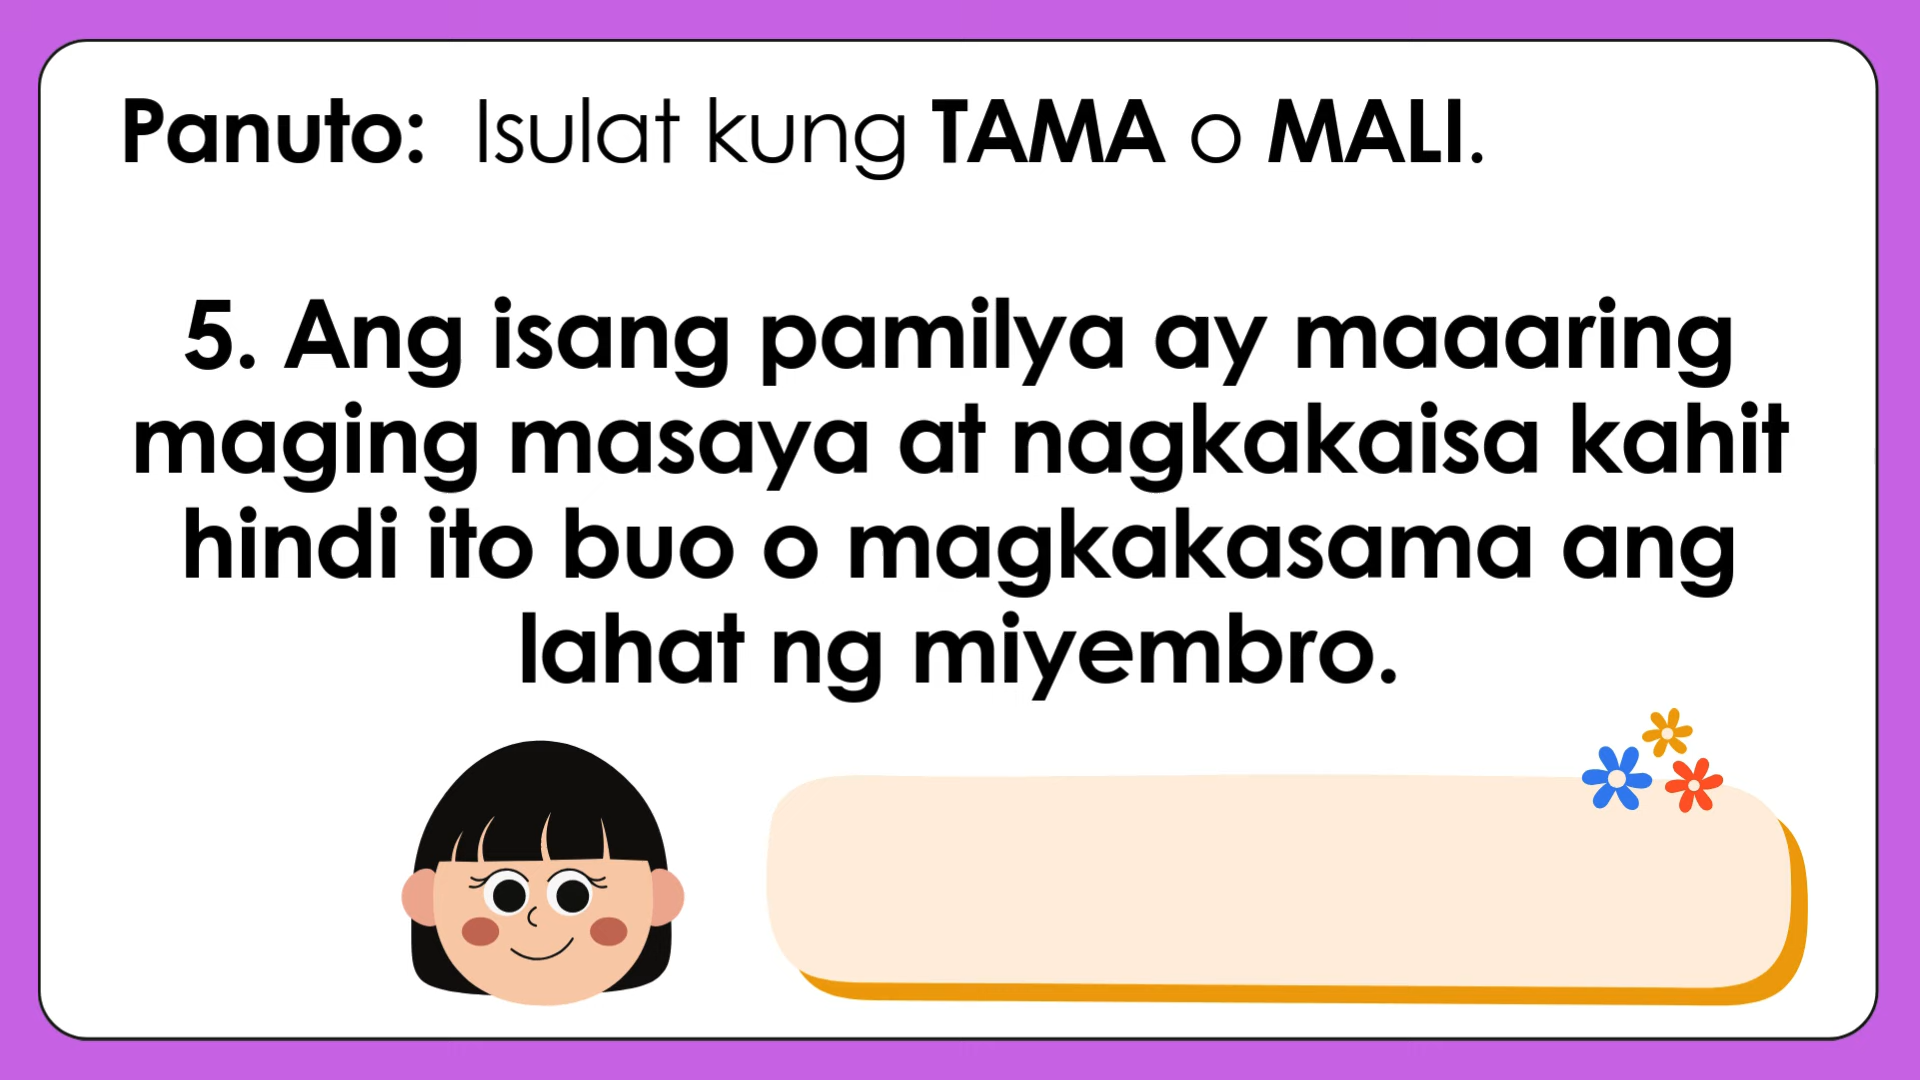 Panuto: Isulat kung TAMA o MALI.
5. Ang isang pamilya ay maaaring
maging masaya at nagkakaisa kahit
hindi ito buo o magkakasama ang
lahat ng miyembro.